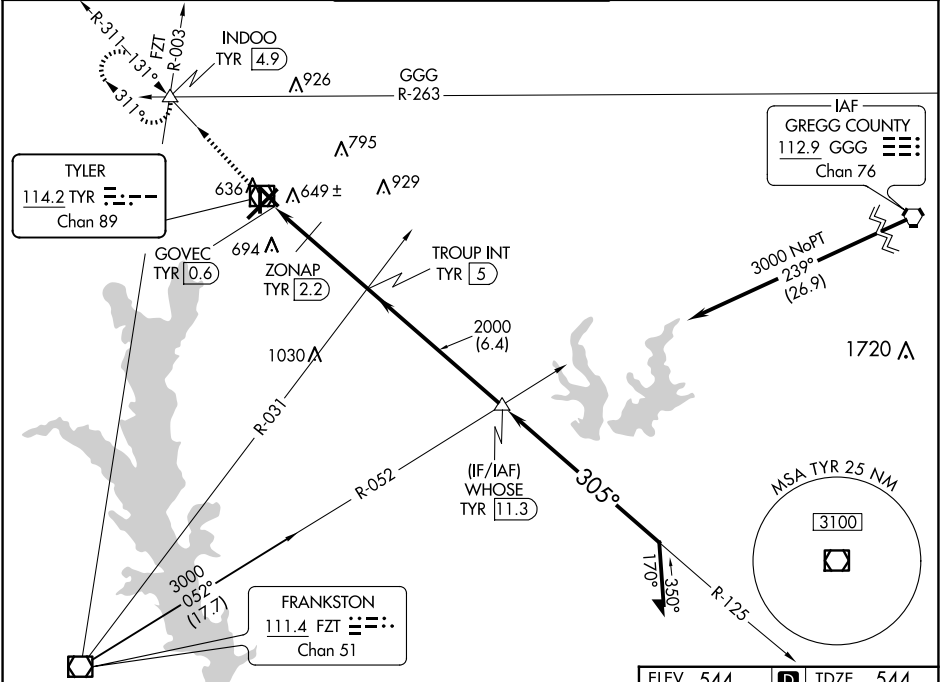 R-311
131°
FZT
R-003
INDOO
TYR 4.9
926
GGG
R-263
311°
IAF
GREGG COUNTY
112.9 GGG
Chan 76
795
TYLER
114.2 TYR
Chan 89
636
649 ±
929
694
GOVEC
TYR 0.6
ZONAP
TYR 2.2
TROUP INT
TYR 5
3000 NoPT
239°
(26.9)
2000
(6.4)
1030
1720
R-031
R-052
(IF/IAF)
WHOSE
TYR 11.3
305°
MSA TYR 25 NM
3100
170°
350°
R-125
3000
052°
(17.7)
FRANKSTON
111.4 FZT
Chan 51
ELEV 544
D
TDZE 544